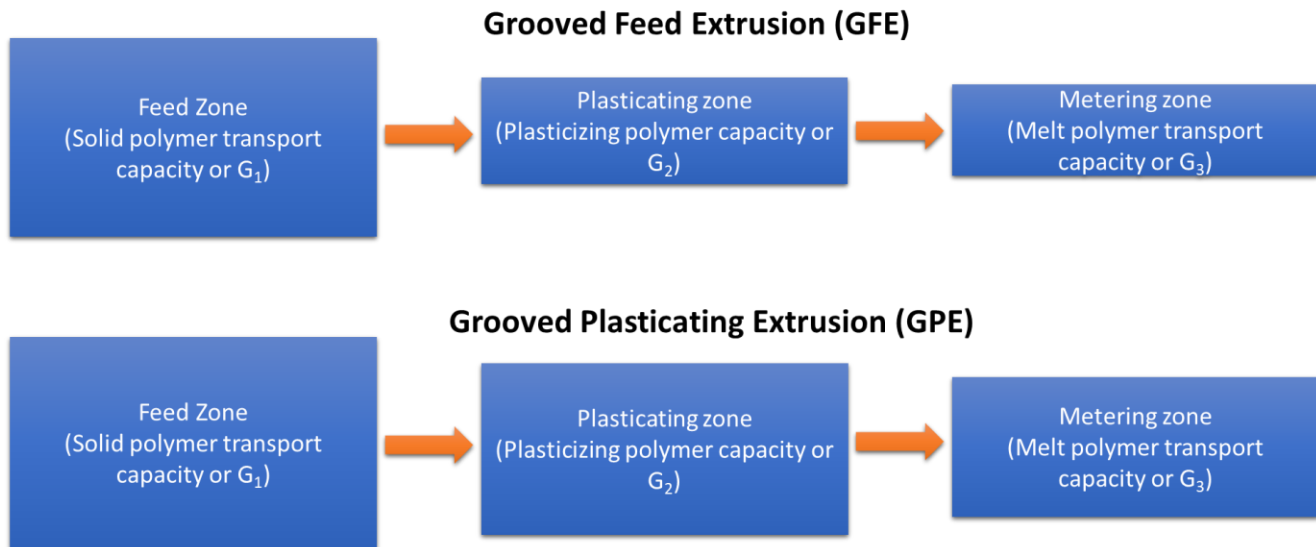 Grooved Feed Extrusion (GFE)
Feed Zone
(Solid polymer transport
capacity or G₁)
Plasticating zone
(Plasticizing polymer capacity or
G₂)
Metering zone
(Melt polymer transport
capacity or G₃)
Grooved Plasticating Extrusion (GPE)
Feed Zone
(Solid polymer transport
capacity or G₁)
Plasticating zone
(Plasticizing polymer capacity or
G₂)
Metering zone
(Melt polymer transport
capacity or G₃)